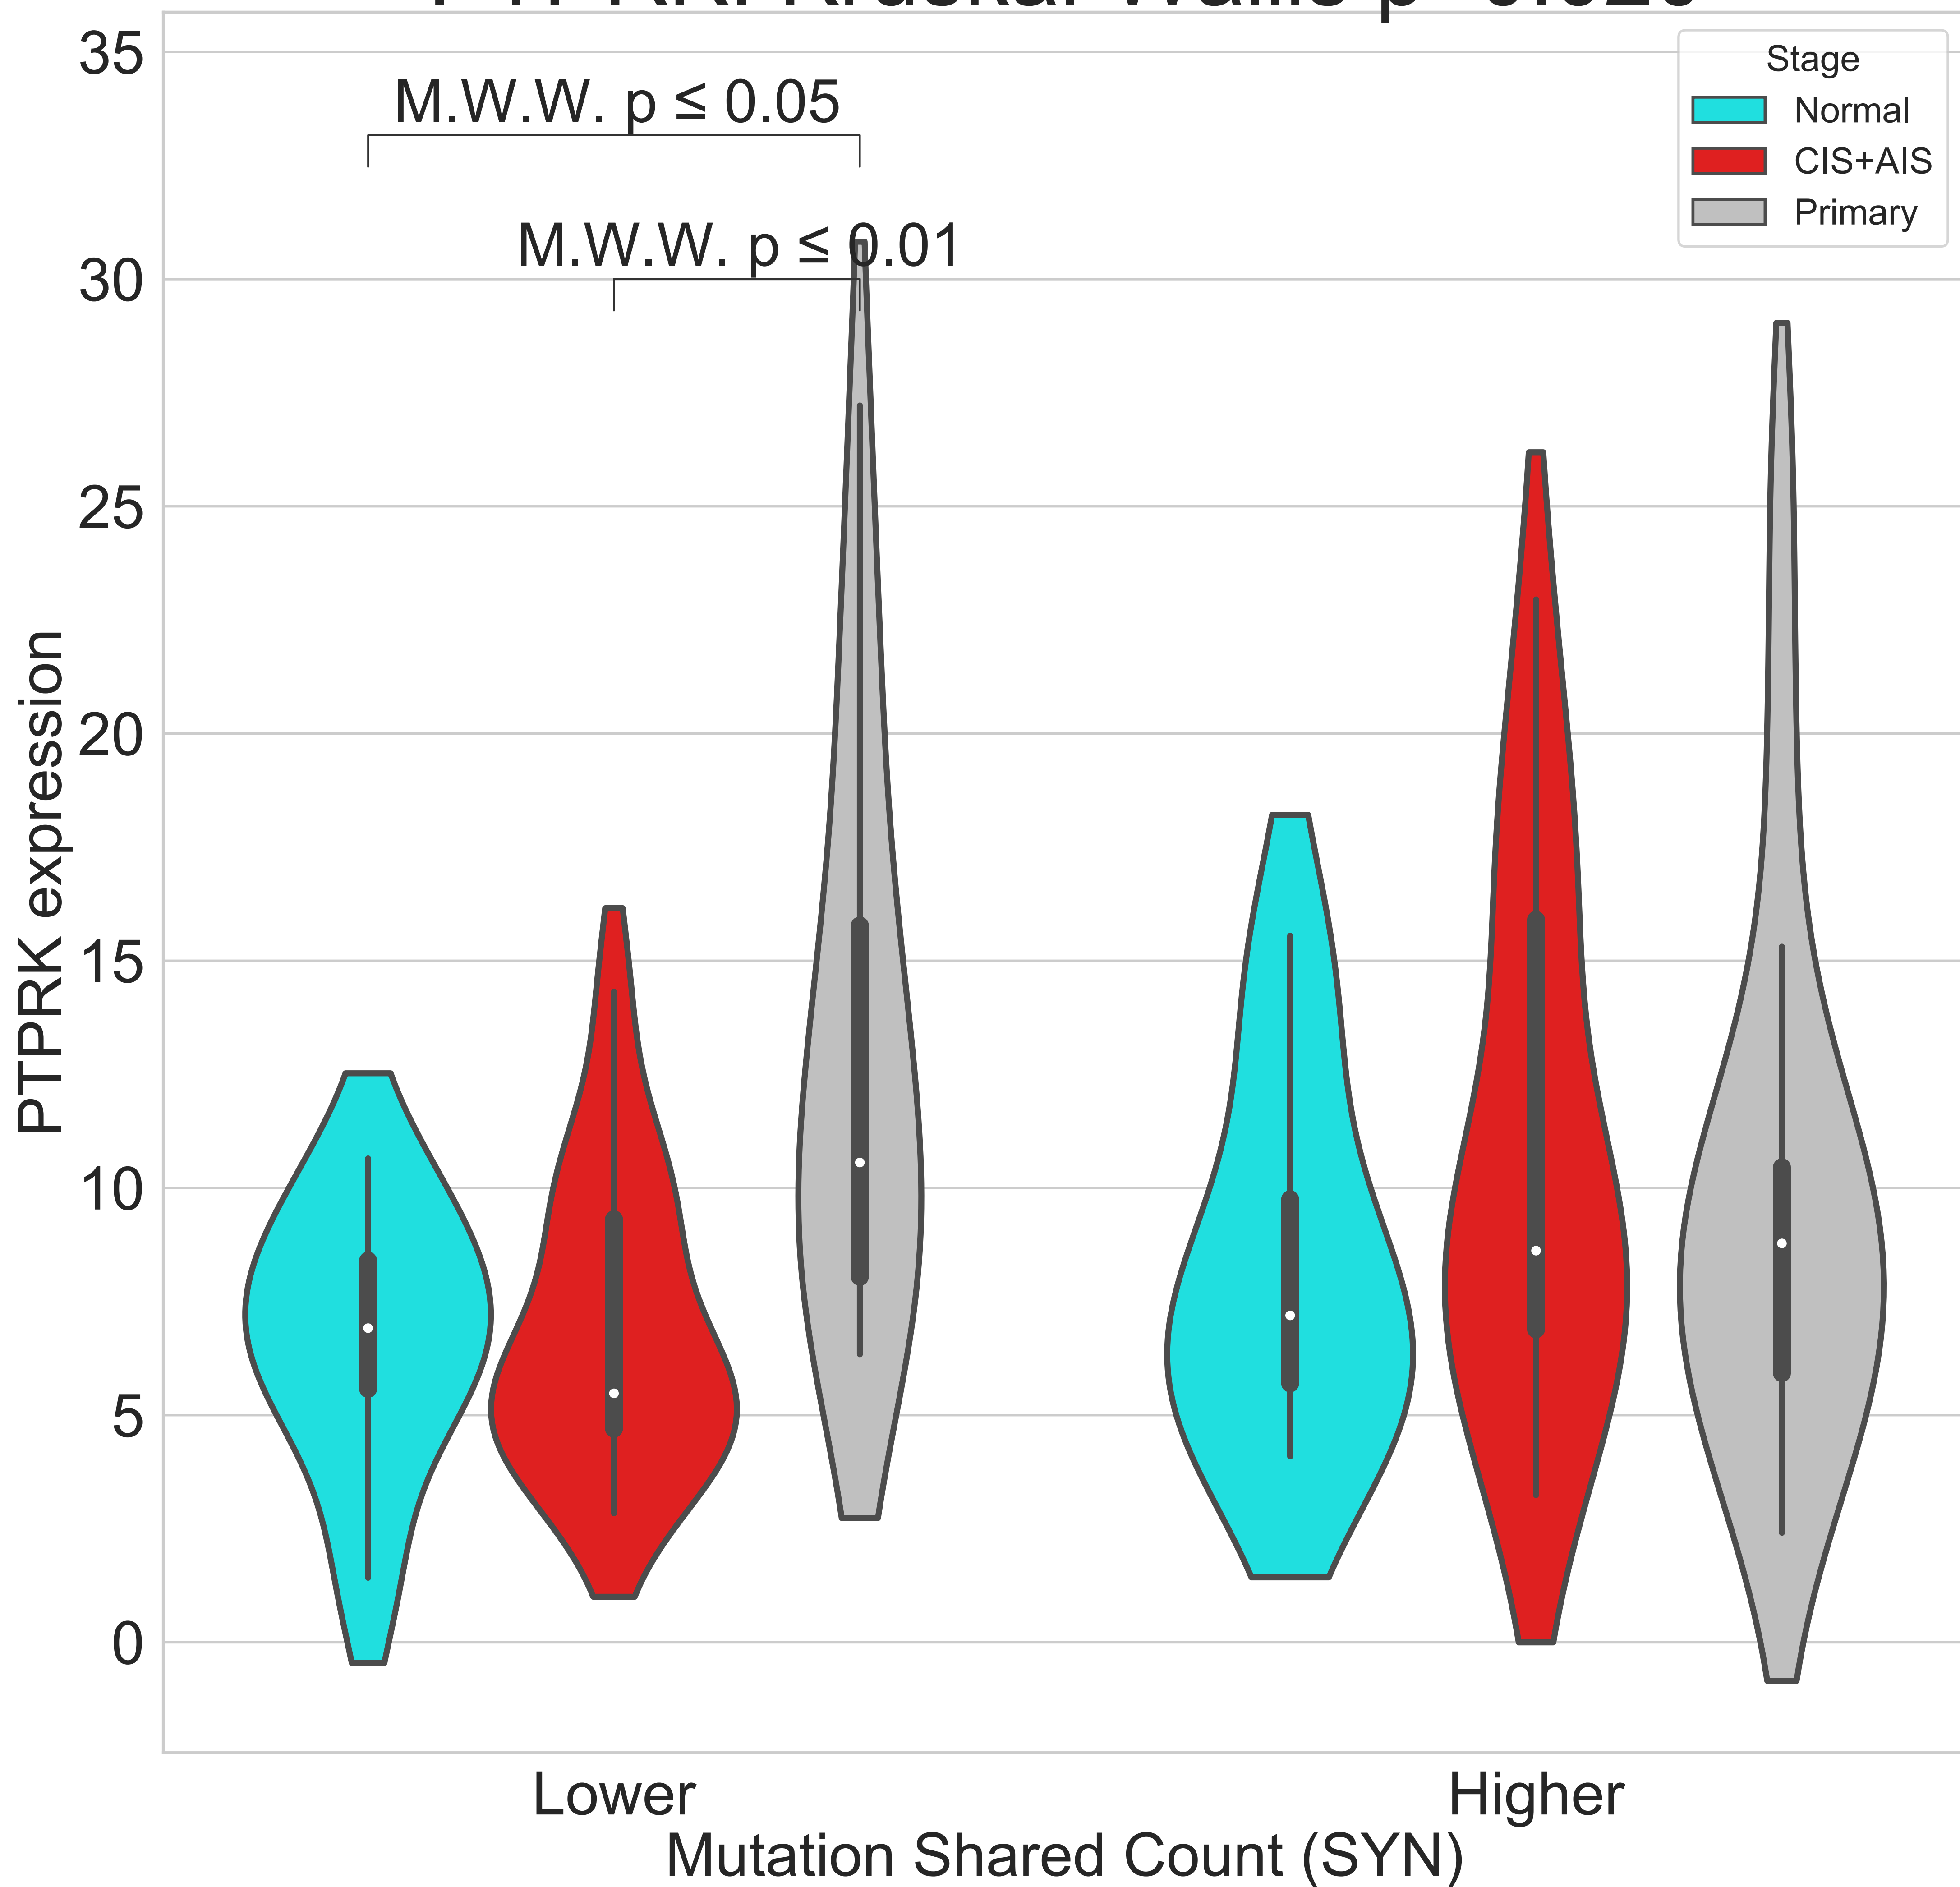 35
30
25
20
15
10
5
0
PTPRK expression
M.W.W. p ≤ 0.05
M.W.W. p ≤ 0.01
Stage
Normal
CIS+AIS
Primary
Lower
Higher
Mutation Shared Count (SYN)